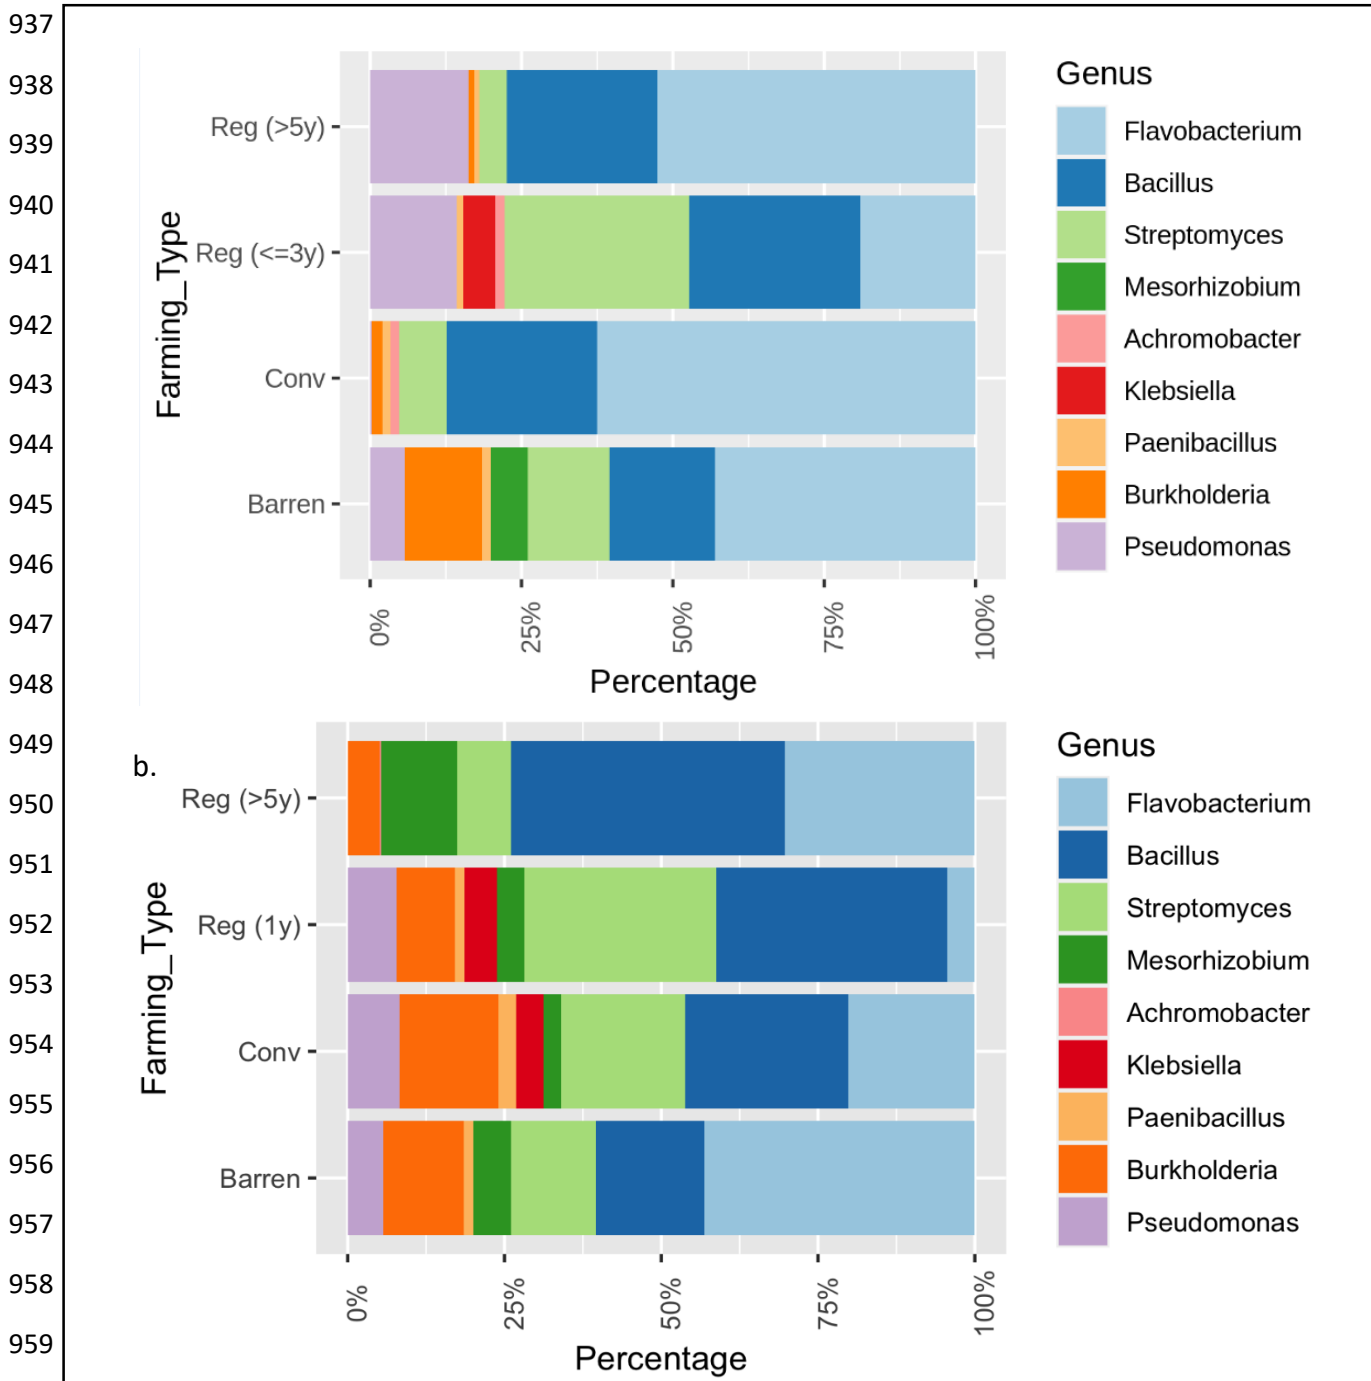 937
938
939
940
941
942
943
944
945
946
947
948
949
950
951
952
953
954
955
956
957
958
959
Farming_Type
Reg (>5y)
Reg (<=3y)
Conv
Barren
0%
25%
50%
75%
100%
Percentage
Genus
Flavobacterium
Bacillus
Streptomyces
Mesorhizobium
Achromobacter
Klebsiella
Paenibacillus
Burkholderia
Pseudomonas
b.
Farming_Type
Reg (>5y)
Reg (1y)
Conv
Barren
0%
25%
50%
75%
100%
Percentage
Genus
Flavobacterium
Bacillus
Streptomyces
Mesorhizobium
Achromobacter
Klebsiella
Paenibacillus
Burkholderia
Pseudomonas